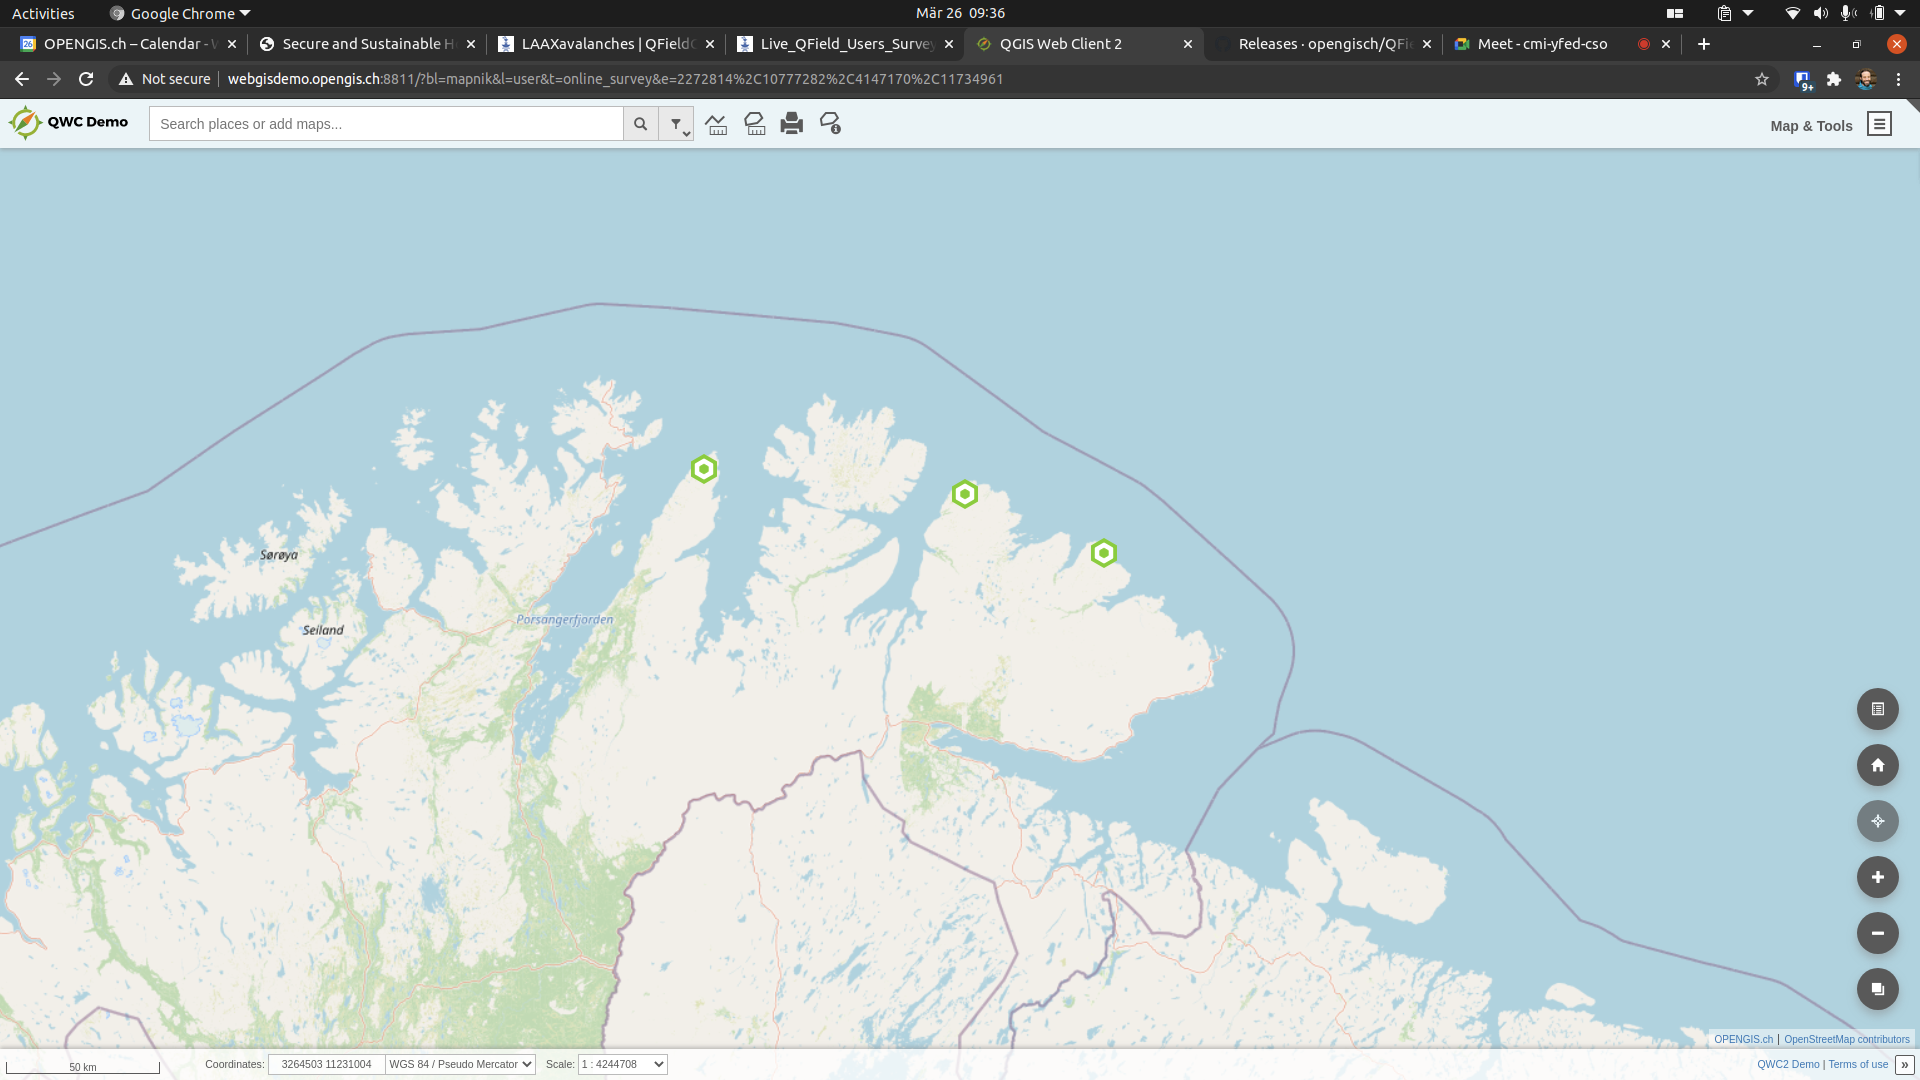 Activities
Google Chrome
Mär 26 09:36
OPENGIS.ch – Calendar -
Secure and Sustainable H
LAAXavalanches | QField
Live_QField_Users_Survey
QGIS Web Client 2
Releases · opengisch/QFi
Meet - cmi-yfed-cso
Not secure
webgisdemo.opengis.ch:8811/?bl=mapnik&l=user&t=online_survey&e=2272814%2C10777282%2C4147170%2C11734961
9+
QWC Demo
Search places or add maps...
Map & Tools
Sørøya
Porsangerfjorden
Seiland
OPENGIS.ch | OpenStreetMap contributors
50 km
Coordinates:
3264503 11231004
WGS 84 / Pseudo Mercator
Scale:
1 : 4244708
QWC2 Demo | Terms of use
»